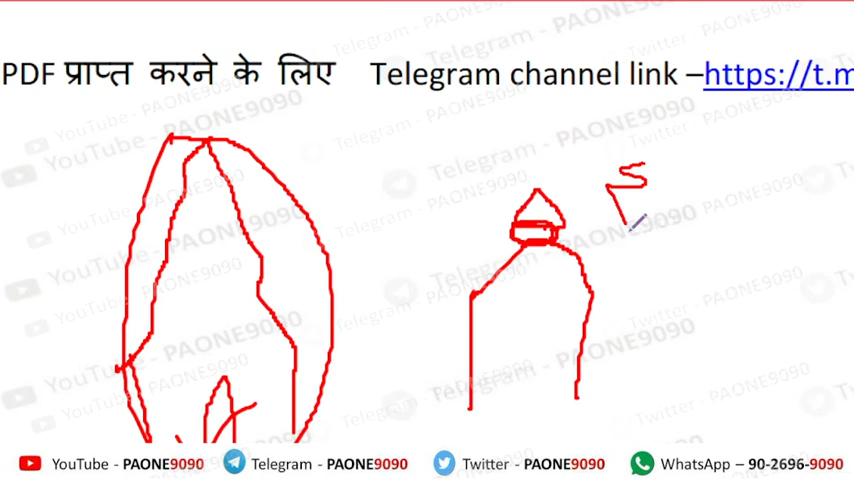 PDF प्राप्त करने के लिए Telegram channel link –https://t.m
YouTube - PAONE9090 Telegram - PAONE9090 Twitter - PAONE9090 WhatsApp – 90-2696-9090